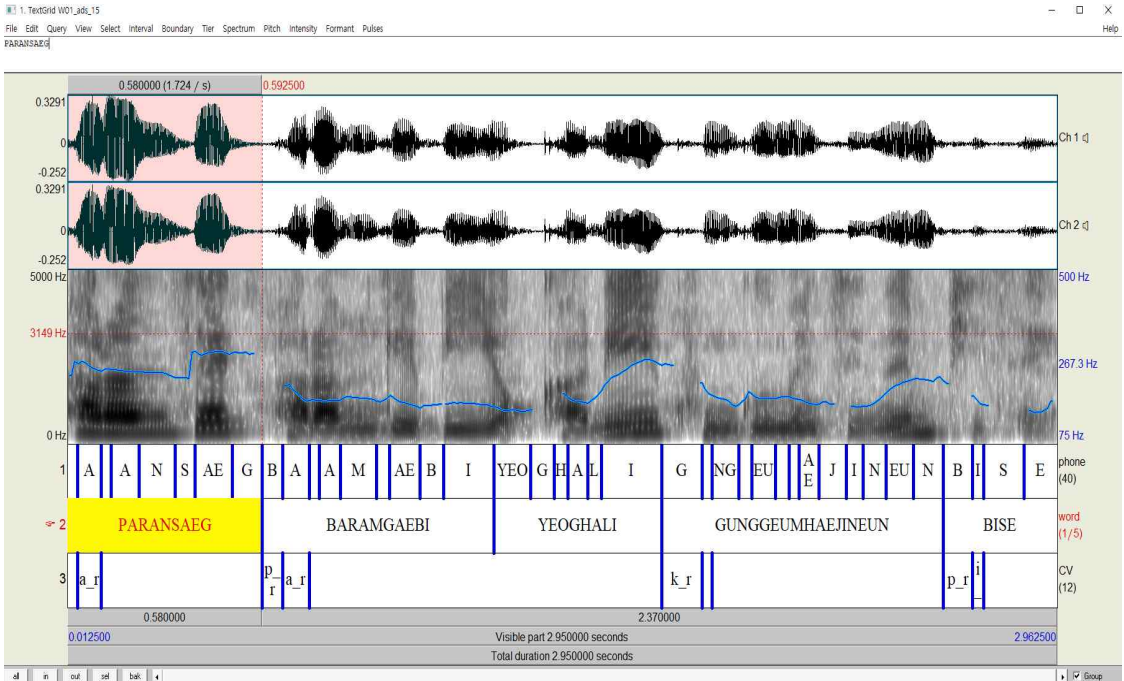 1. TextGrid W01_ads_15
File Edit Query View Select Interval Boundary Tier Spectrum Pitch Intensity Formant Pulses Help
PARANSAEG
0.580000 (1.724 / s) 0.592500
0.3291
0 Ch 1
-0.252
0.3291
0 Ch 2
-0.252
5000 Hz 500 Hz
3149 Hz
267.3 Hz
0 Hz 75 Hz
1 A A N S AE G B A A M AE B I YEO G H A L I G NG EU AE J I N EU N B I S E phone
(40)
2 PARANSAEG BARAMGAEBI YEOGHALI GUNGGEUMHAEJINEUN BISE word
(1/5)
3 a_r p_r a_r k_r p_r i_ CV
(12)
0.580000 2.370000
0.012500 Visible part 2.950000 seconds 2.962500
Total duration 2.950000 seconds
all in out sel bak Group